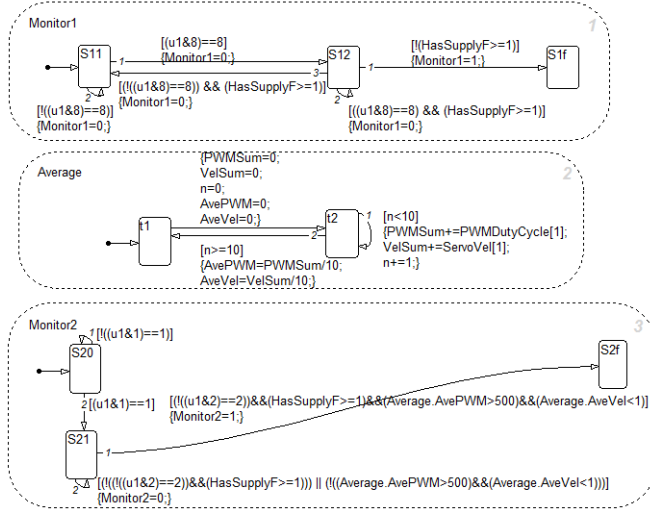 Monitor1
1
S11
[(u1&8)==8]
{Monitor1=0;}
1
S12
[!(HasSupplyF>=1)]
{Monitor1=1;}
1
S1f
3
[(!((u1&8)==8)) && (HasSupplyF>=1)]
{Monitor1=0;}
2
[!((u1&8)==8)]
{Monitor1=0;}
2
[((u1&8)==8) && (HasSupplyF>=1)]
{Monitor1=0;}
Average
2
{PWMSum=0;
VelSum=0;
n=0;
AvePWM=0;
AveVel=0;}
t1
t2
1
2
[n<10]
{PWMSum+=PWMDutyCycle[1];
VelSum+=ServoVel[1];
n+=1;}
[n>=10]
{AvePWM=PWMSum/10;
AveVel=VelSum/10;}
Monitor2
3
1
[!((u1&1)==1)]
S20
S2f
2
[(u1&1)==1]
[(!((u1&2)==2))&&(HasSupplyF>=1)&&(Average.AvePWM>500)&&(Average.AveVel<1)]
{Monitor2=1;}
S21
1
2
[(!((!((u1&2)==2))&&(HasSupplyF>=1))) || (!((Average.AvePWM>500)&&(Average.AveVel<1)))]
{Monitor2=0;}